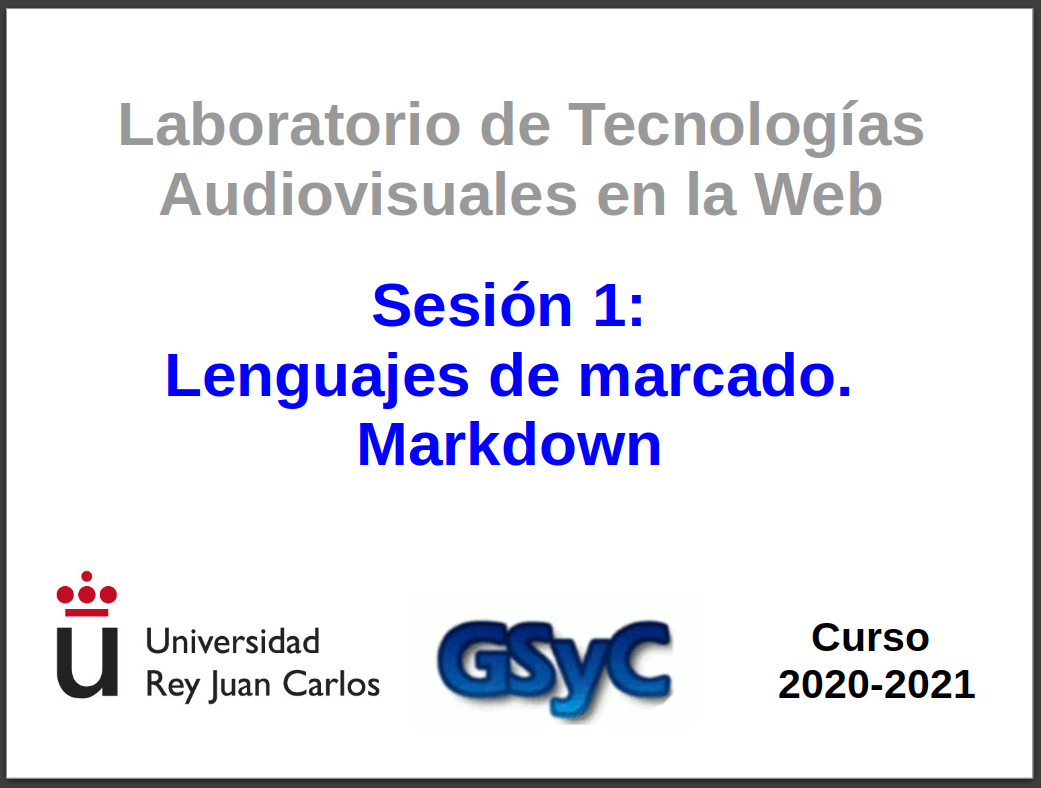 Laboratorio de Tecnologías
Audiovisuales en la Web
Sesión 1:
Lenguajes de marcado.
Markdown
u
Universidad
Rey Juan Carlos
GSyC
Curso
2020-2021